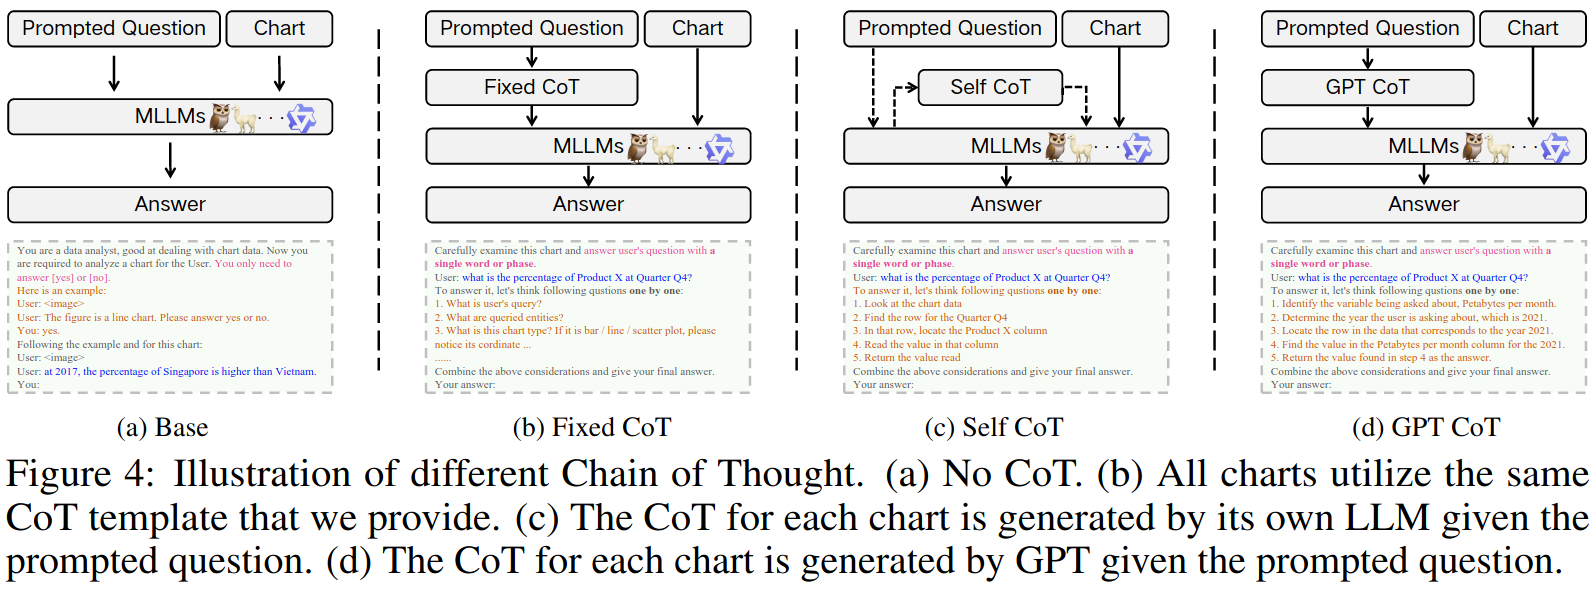 Prompted Question
Chart
MLLMs
Answer
You are a data analyst, good at dealing with chart data. Now you
are required to analyze a chart for the User. You only need to
answer [yes] or [no].
Here is an example:
User: <image>
User: The figure is a line chart. Please answer yes or no.
You: yes.
Following the example and for this chart:
User: <image>
User: at 2017, the percentage of Singapore is higher than Vietnam.
You:
(a) Base
Prompted Question
Chart
Fixed CoT
MLLMs
Answer
Carefully examine this chart and answer user's question with a
single word or phase.
User: what is the percentage of Product X at Quarter Q4?
To answer it, let's think following qustions one by one:
1. What is user's query?
2. What are queried entities?
3. What is this chart type? If it is bar / line / scatter plot, please
notice its cordinate ...
......
Combine the above considerations and give your final answer.
Your answer:
(b) Fixed CoT
Prompted Question
Chart
Self CoT
MLLMs
Answer
Carefully examine this chart and answer user's question with a
single word or phase.
User: what is the percentage of Product X at Quarter Q4?
To answer it, let's think following qustions one by one:
1. Look at the chart data
2. Find the row for the Quarter Q4
3. In that row, locate the Product X column
4. Read the value in that column
5. Return the value read
Combine the above considerations and give your final answer.
Your answer:
(c) Self CoT
Prompted Question
Chart
GPT CoT
MLLMs
Answer
Carefully examine this chart and answer user's question with a
single word or phase.
User: what is the percentage of Product X at Quarter Q4?
To answer it, let's think following qustions one by one:
1. Identify the variable being asked about, Petabytes per month.
2. Determine the year the user is asking about, which is 2021.
3. Locate the row in the data that corresponds to the year 2021.
4. Find the value in the Petabytes per month column for the 2021.
5. Return the value found in step 4 as the answer.
Combine the above considerations and give your final answer.
Your answer:
(d) GPT CoT
Figure 4: Illustration of different Chain of Thought. (a) No CoT. (b) All charts utilize the same
CoT template that we provide. (c) The CoT for each chart is generated by its own LLM given the
prompted question. (d) The CoT for each chart is generated by GPT given the prompted question.